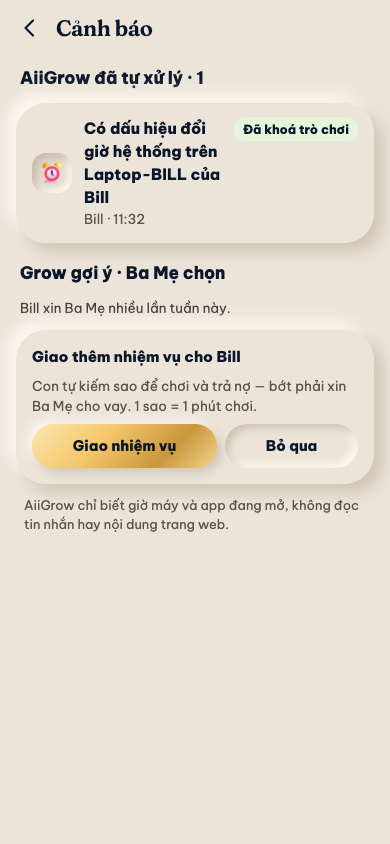 Cảnh báo
AiiGrow đã tự xử lý · 1
Có dấu hiệu đổi
giờ hệ thống trên
Laptop-BILL của
Bill
Đã khoá trò chơi
Bill · 11:32
Grow gợi ý · Ba Mẹ chọn
Bill xin Ba Mẹ nhiều lần tuần này.
Giao thêm nhiệm vụ cho Bill
Con tự kiếm sao để chơi và trả nợ — bớt phải xin
Ba Mẹ cho vay. 1 sao = 1 phút chơi.
Giao nhiệm vụ
Bỏ qua
AiiGrow chỉ biết giờ máy và app đang mở, không đọc
tin nhắn hay nội dung trang web.